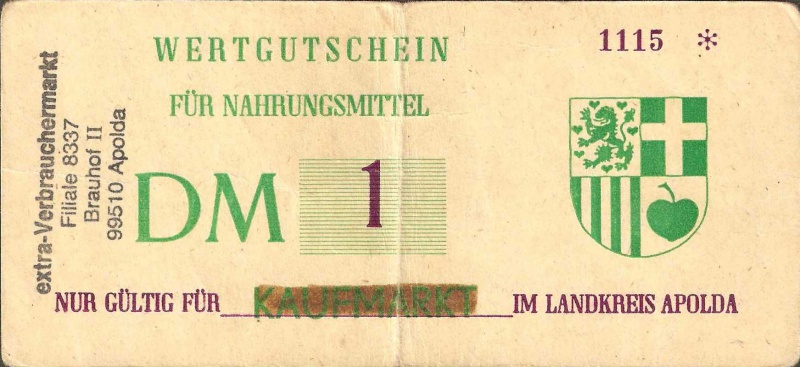 WERTGUTSCHEIN
1115 *
FÜR NAHRUNGSMITTEL
DM 1
NUR GÜLTIG FÜR KAUFMARKT IM LANDKREIS APOLDA
extra-Verbrauchermarkt
Filiale 8337
Brauhof II
99510 Apolda